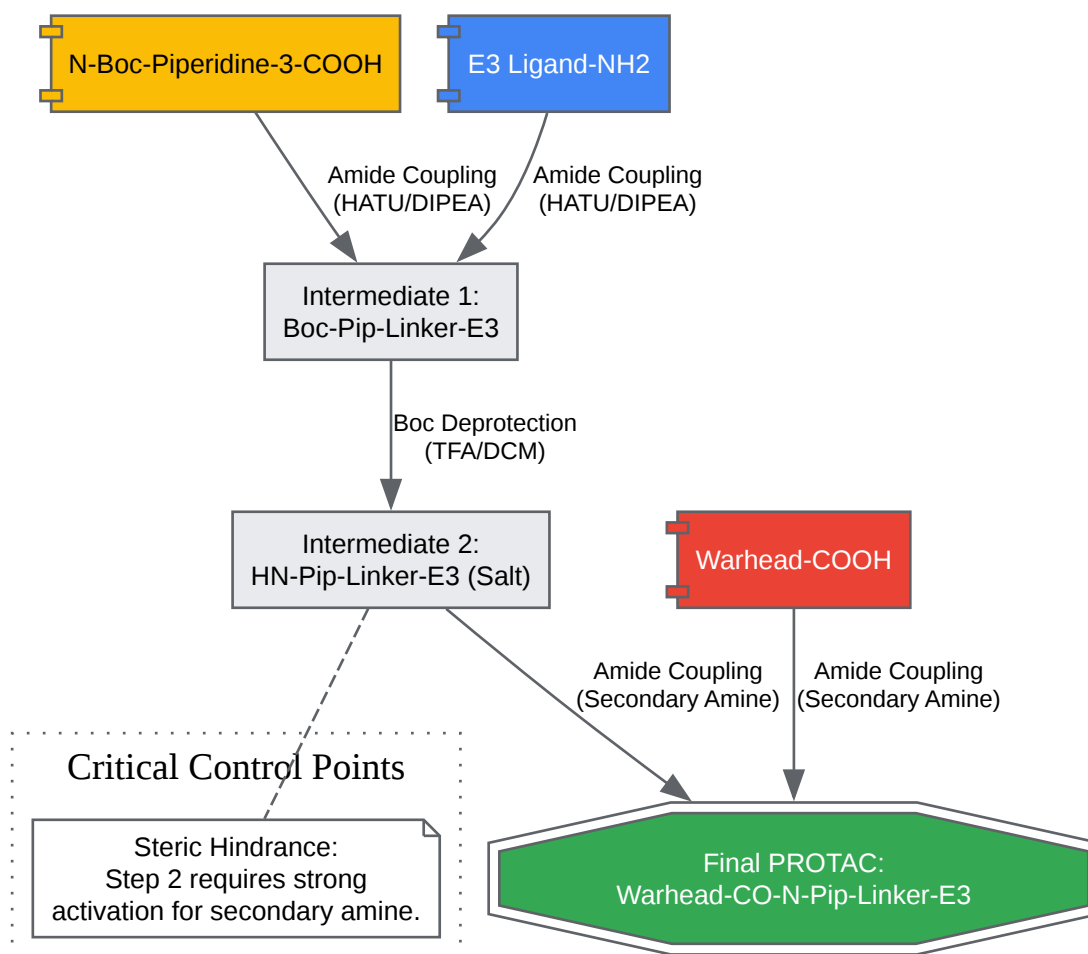 N-Boc-Piperidine-3-COOH
E3 Ligand-NH2
Amide Coupling
(HATU/DIPEA)
Amide Coupling
(HATU/DIPEA)
Intermediate 1:
Boc-Pip-Linker-E3
Boc Deprotection
(TFA/DCM)
Intermediate 2:
HN-Pip-Linker-E3 (Salt)
Warhead-COOH
Amide Coupling
(Secondary Amine)
Amide Coupling
(Secondary Amine)
Critical Control Points
Steric Hindrance:
Step 2 requires strong
activation for secondary amine.
Final PROTAC:
Warhead-CO-N-Pip-Linker-E3